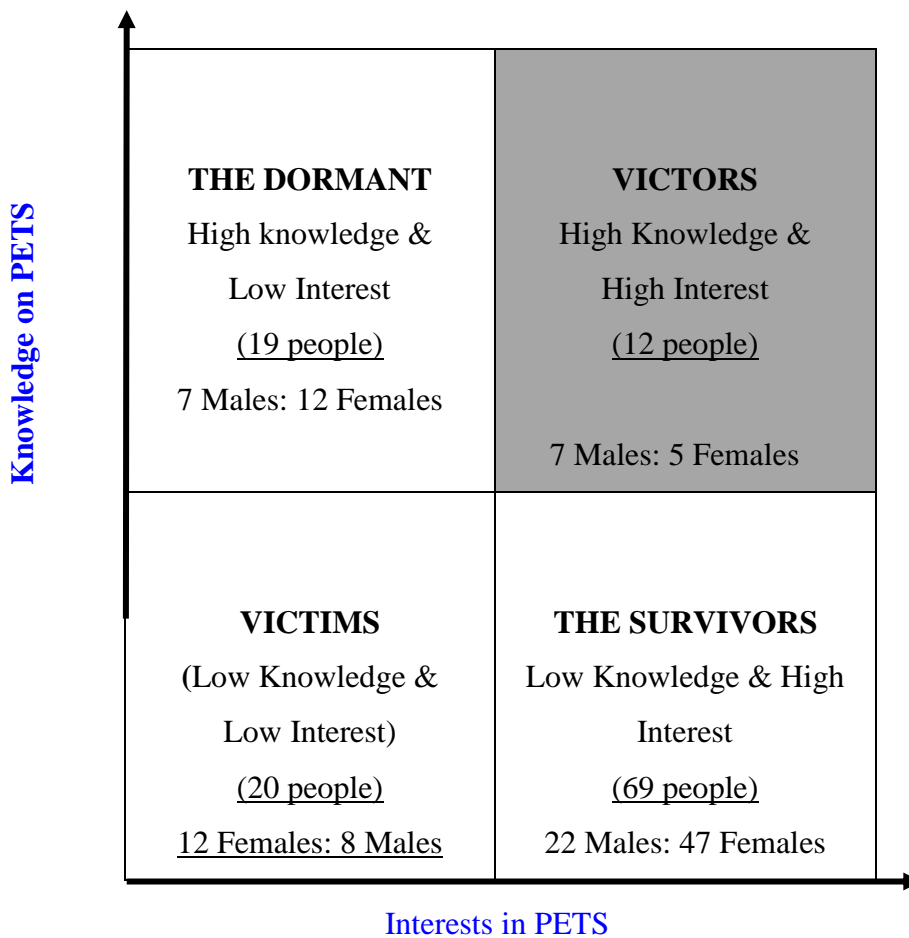 Knowledge on PETS
THE DORMANT
High knowledge &
Low Interest
(19 people)
7 Males: 12 Females
VICTORS
High Knowledge &
High Interest
(12 people)
7 Males: 5 Females
VICTIMS
(Low Knowledge &
Low Interest)
(20 people)
12 Females: 8 Males
THE SURVIVORS
Low Knowledge & High
Interest
(69 people)
22 Males: 47 Females
Interests in PETS